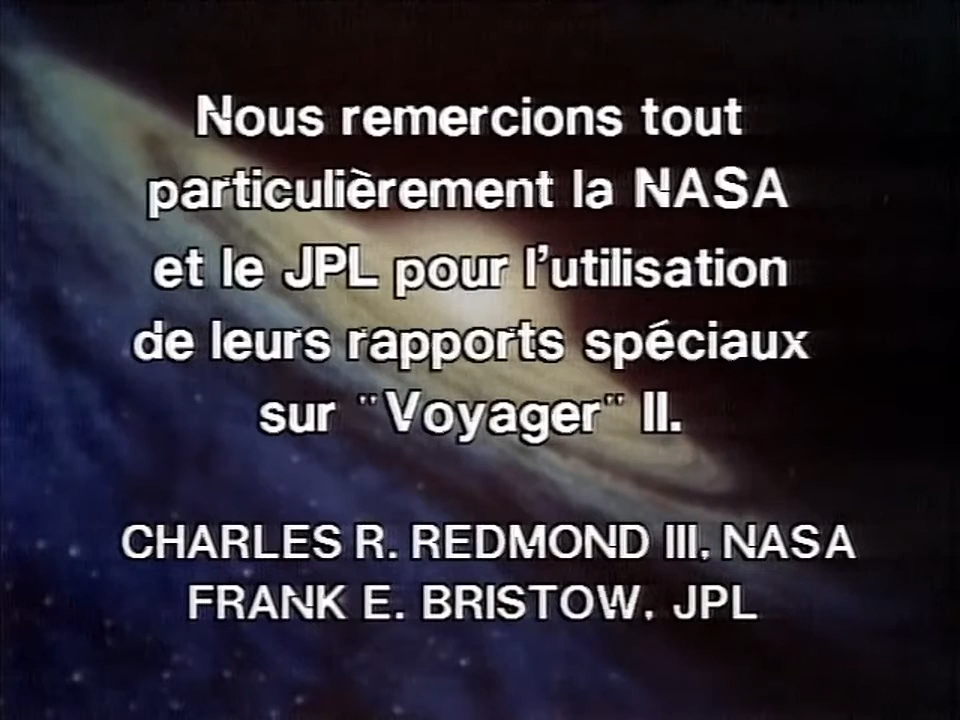 Nous remercions tout
particulièrement la NASA
et le JPL pour l'utilisation
de leurs rapports spéciaux
sur "Voyager" II.
CHARLES R. REDMOND III, NASA
FRANK E. BRISTOW, JPL